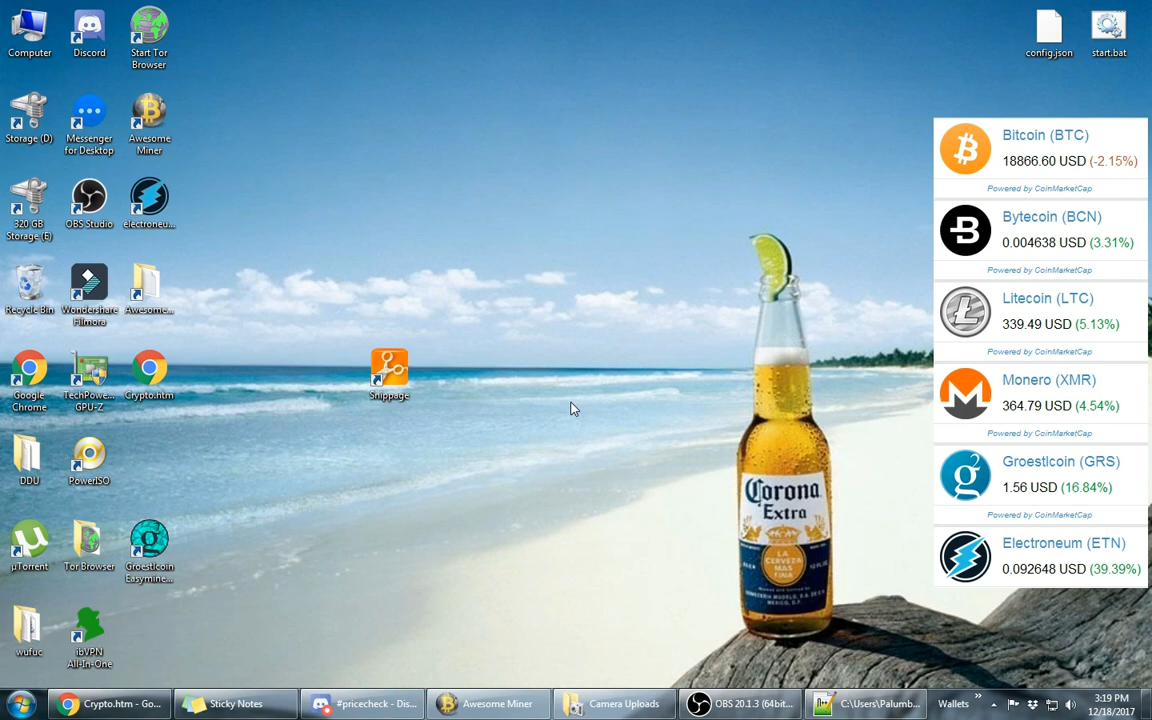 Computer
Discord
Start Tor
Browser
config.json
start.bat
Storage (D)
Messenger
for Desktop
Awesome
Miner
320 GB
Storage (E)
OBS Studio
electroneu...
Recycle Bin
Wondershare
Filmora
Awesome...
Google
Chrome
TechPowe...
GPU-Z
Crypto.htm
Snippage
DDU
PowerISO
µTorrent
Tor Browser
Groestlcoin
Easymine...
wufuc
ibVPN
All-In-One
Bitcoin (BTC)
18866.60 USD (-2.15%)
Powered by CoinMarketCap
Bytecoin (BCN)
0.004638 USD (3.31%)
Powered by CoinMarketCap
Litecoin (LTC)
339.49 USD (5.13%)
Powered by CoinMarketCap
Monero (XMR)
364.79 USD (4.54%)
Powered by CoinMarketCap
Groestlcoin (GRS)
1.56 USD (16.84%)
Powered by CoinMarketCap
Electroneum (ETN)
0.092648 USD (39.39%)
Corona
Extra
LA
CERVEZA
MAS
FINA
Crypto.htm - Go...
Sticky Notes
#pricecheck - Dis...
Awesome Miner
Camera Uploads
OBS 20.1.3 (64bit...
C:\Users\Palumb...
Wallets
3:19 PM
12/18/2017